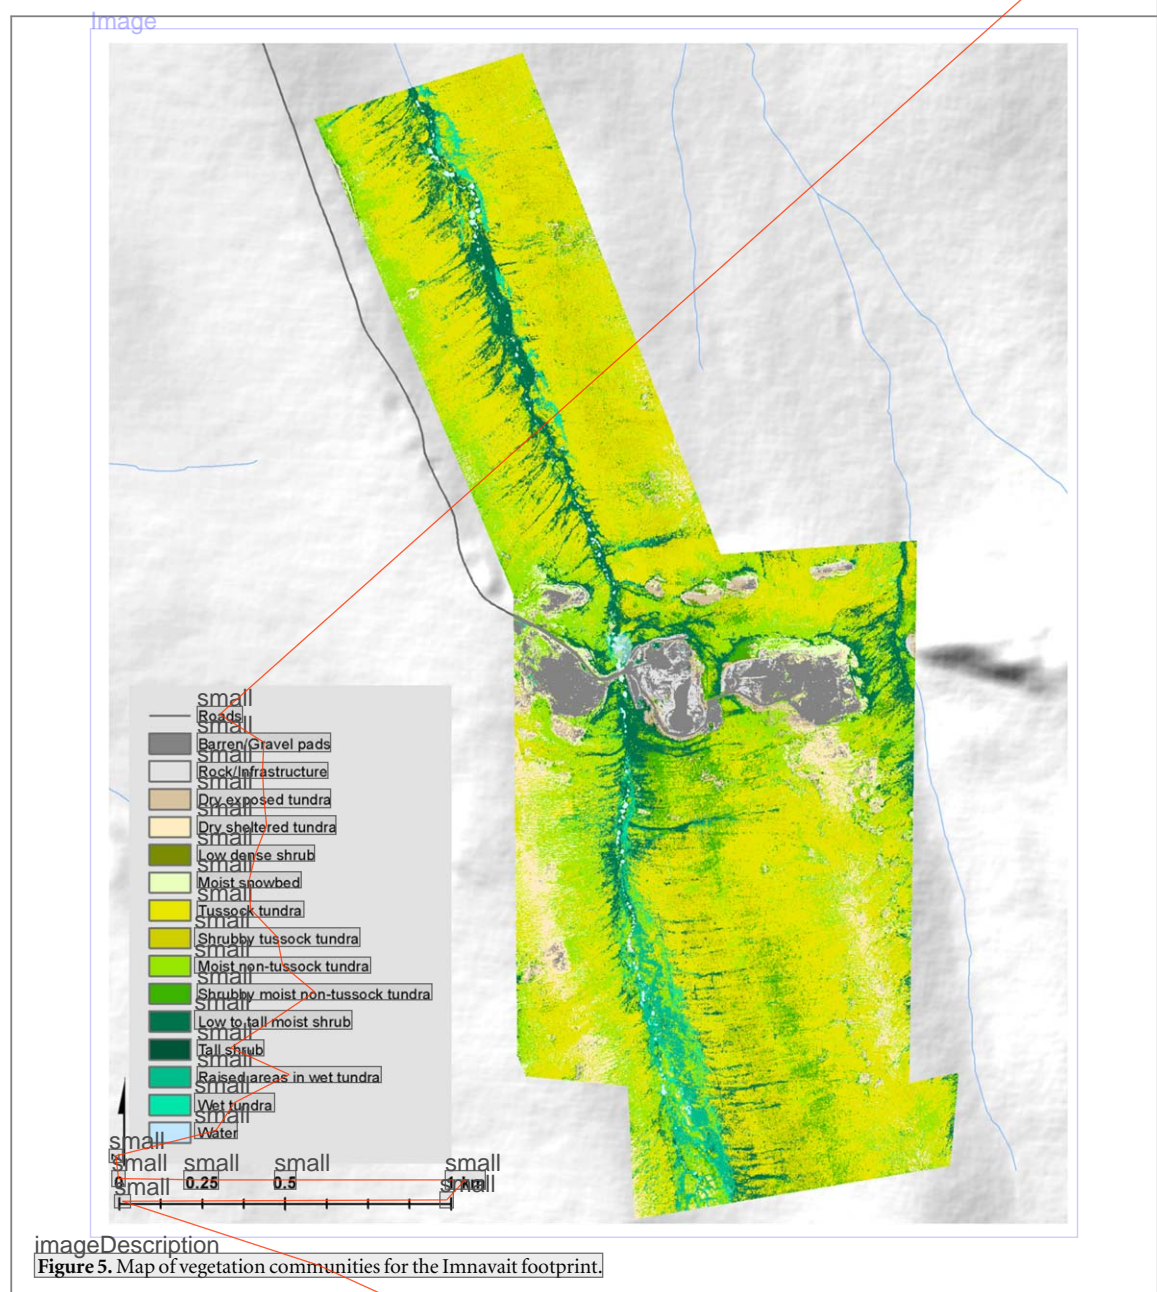 Image
small
Roads
small
Barren/Gravel pads
small
Rock/Infrastructure
small
Dry exposed tundra
small
Dry sheltered tundra
small
Low dense shrub
small
Moist snowbed
small
Tussock tundra
small
Shrubby tussock tundra
small
Moist non-tussock tundra
small
Shrubby moist non-tussock tundra
small
Low to tall moist shrub
small
Tall shrub
small
Raised areas in wet tundra
small
Wet tundra
small
Water
small
small small small small
0 0.25 0.5 1 km
small small
imageDescription
Figure 5. Map of vegetation communities for the Imnavait footprint.